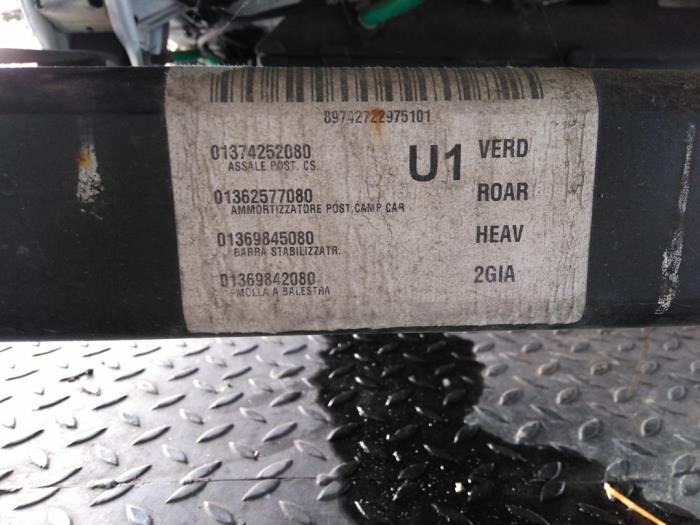 89742722975101
01374252080 U1 VERD
ASSALE POST. CS.
01362577080 ROAR
AMMORTIZZATORE POST.CAMP CAR
01369845080 HEAV
BARRA STABILIZZATR.
01369842080 2GIA
MOLLA A BALESTRA